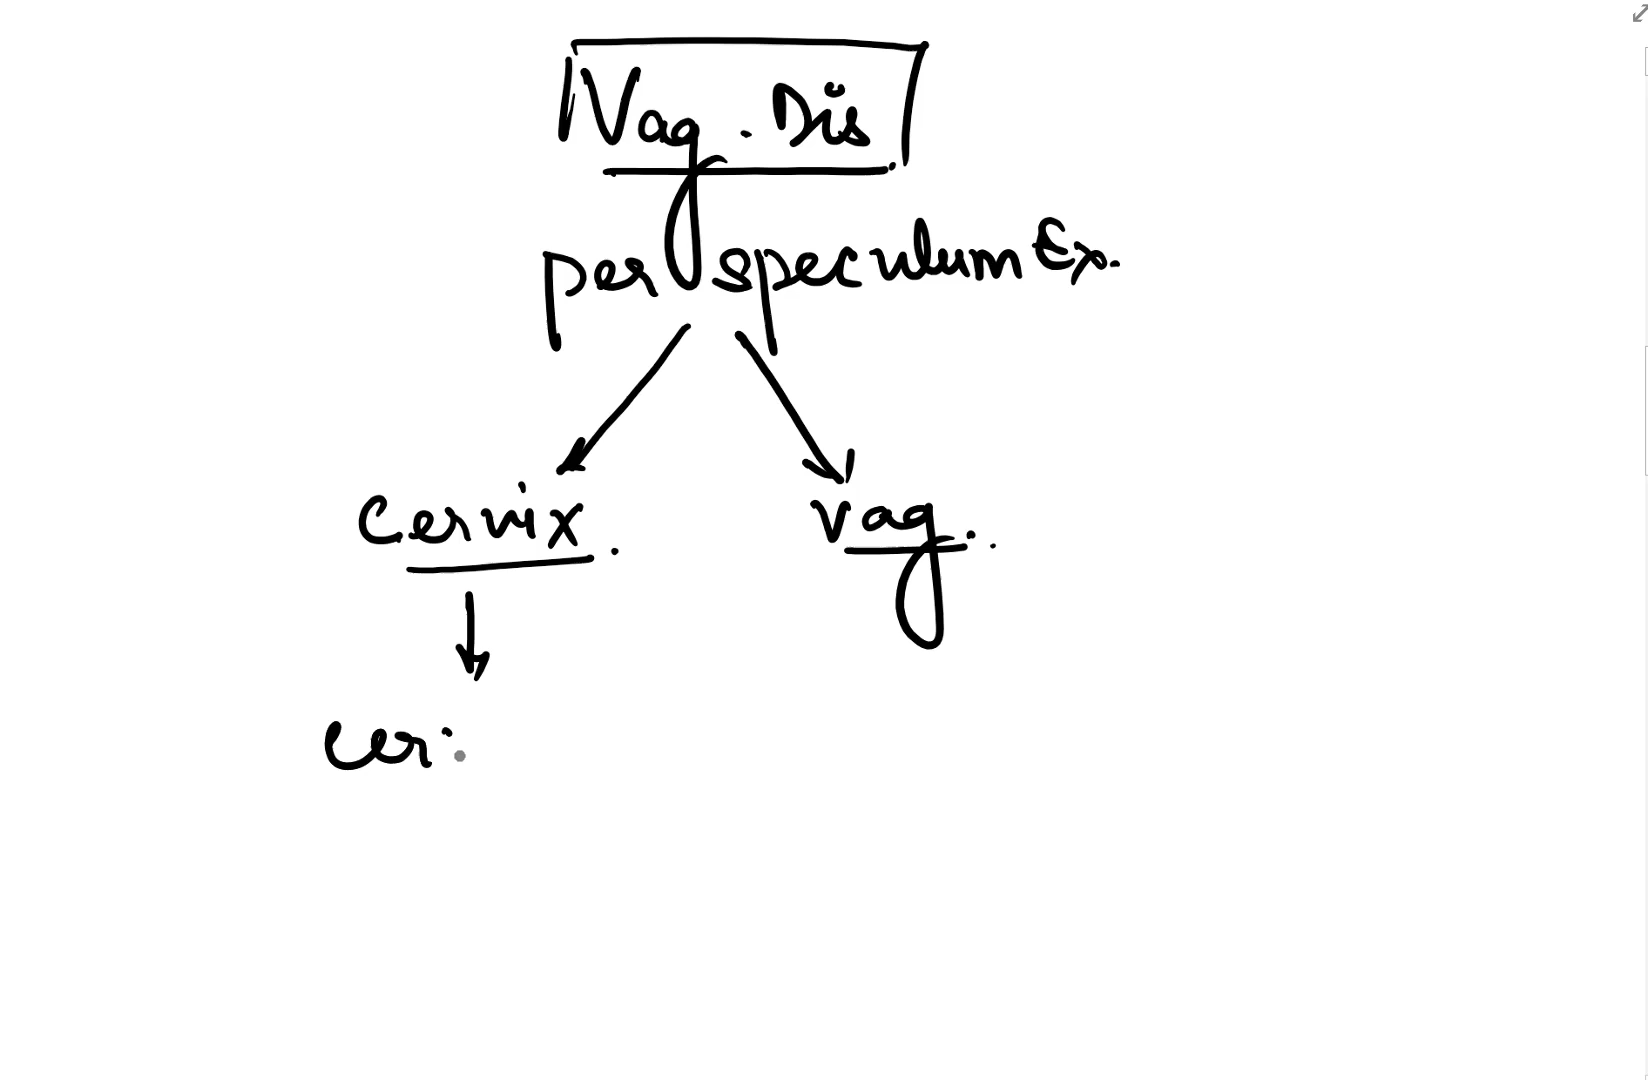 Vag. Dis
per speculum Ex.
Cervix. Vag.
Cer